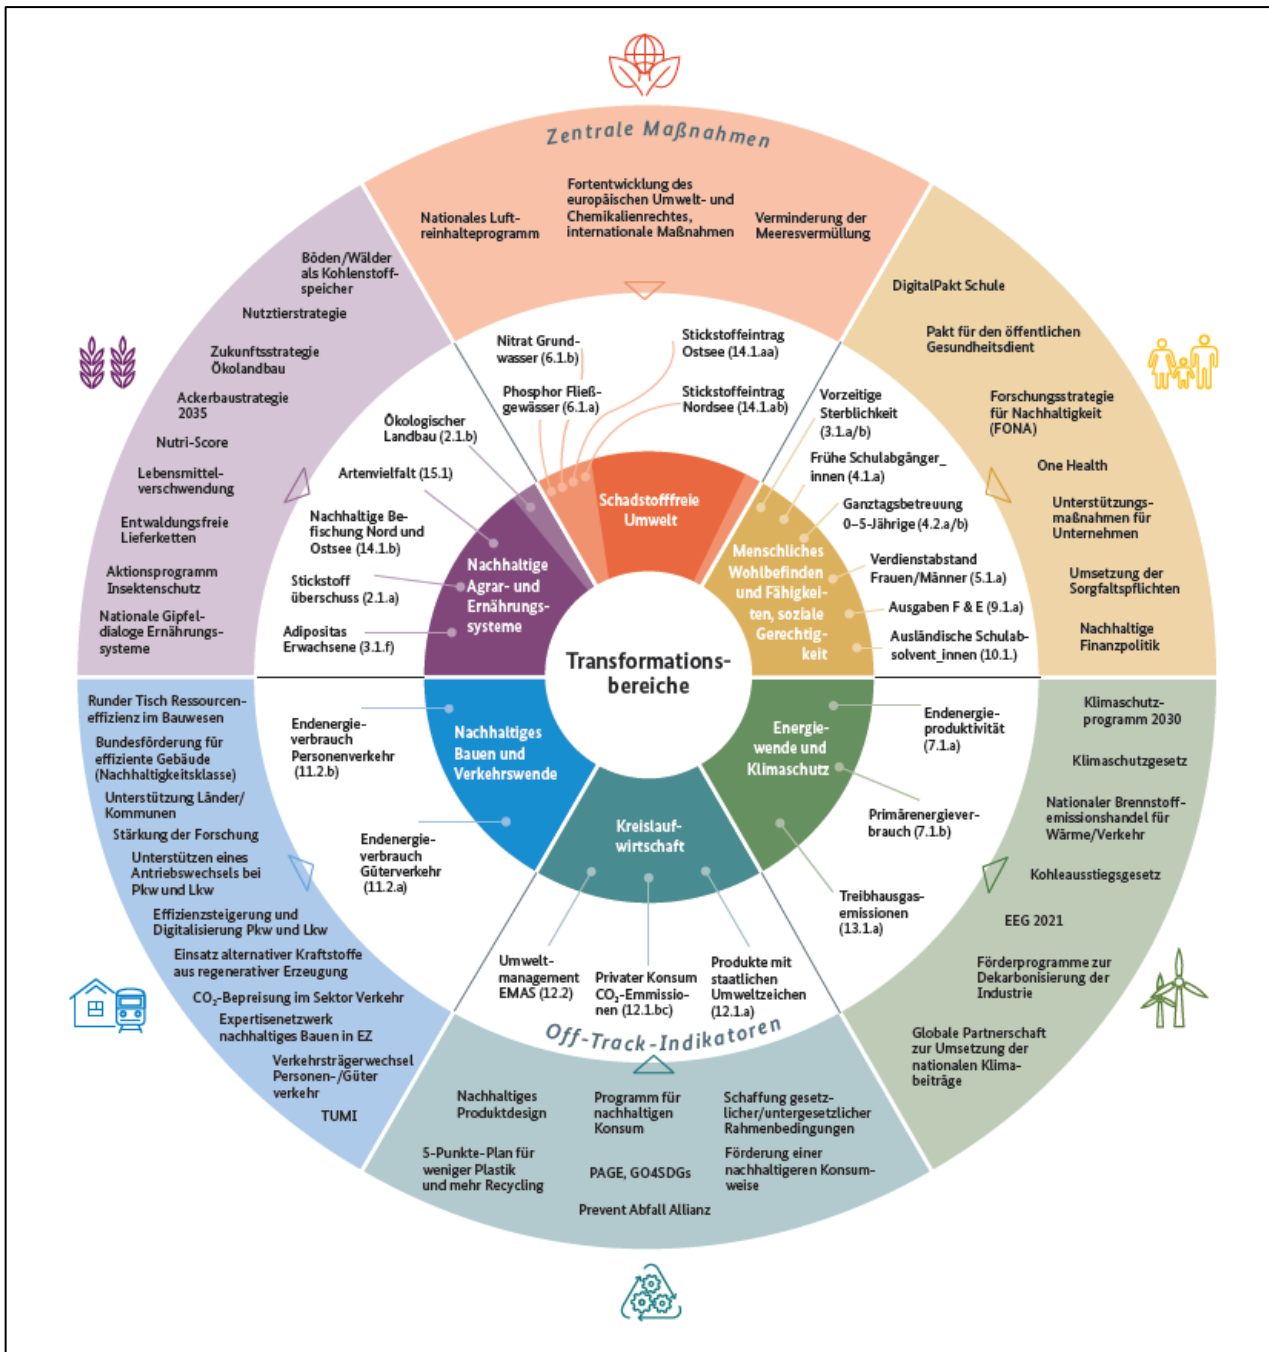 Zentrale Maßnahmen
Nationales Luft-
reinhalteprogramm
Fortentwicklung des
europäischen Umwelt- und
Chemikalienrechtes,
internationale Maßnahmen
Verminderung der
Meeresvermüllung
DigitalPakt Schule
Pakt für den öffentlichen
Gesundheitsdient
Forschungsstrategie
für Nachhaltigkeit
(FONA)
One Health
Unterstützungs-
maßnahmen für
Unternehmen
Umsetzung der
Sorgfaltspflichten
Nachhaltige
Finanzpolitik
Klimaschutz-
programm 2030
Klimaschutzgesetz
Nationaler Brennstoff-
emissionshandel für
Wärme/Verkehr
Kohleausstiegsgesetz
EEG 2021
Förderprogramme zur
Dekarbonisierung der
Industrie
Globale Partnerschaft
zur Umsetzung der
nationalen Klima-
beiträge
Schaffung gesetz-
licher/untergesetzlicher
Rahmenbedingungen
Förderung einer
nachhaltigeren Konsum-
weise
Programm für
nachhaltigen
Konsum
PAGE, GO4SDGs
Prevent Abfall Allianz
Nachhaltiges
Produktdesign
5-Punkte-Plan für
weniger Plastik
und mehr Recycling
Runder Tisch Ressourcen-
effizienz im Bauwesen
Bundesförderung für
effiziente Gebäude
(Nachhaltigkeitsklasse)
Unterstützung Länder/
Kommunen
Stärkung der Forschung
Unterstützen eines
Antriebswechsels bei
Pkw und Lkw
Effizienzsteigerung und
Digitalisierung Pkw und Lkw
Einsatz alternativer Kraftstoffe
aus regenerativer Erzeugung
CO₂-Bepreisung im Sektor Verkehr
Expertisenetzwerk
nachhaltiges Bauen in EZ
Verkehrsträgerwechsel
Personen-/Güter
verkehr
TUMI
Böden/Wälder
als Kohlenstoff-
speicher
Nutztierstrategie
Zukunftsstrategie
Ökolandbau
Ackerbaustrategie
2035
Nutri-Score
Lebensmittel-
verschwendung
Entwaldungsfreie
Lieferketten
Aktionsprogramm
Insektenschutz
Nationale Gipfel-
dialoge Ernährungs-
systeme
Nitrat Grund-
wasser (6.1.b)
Phosphor Fließ-
gewässer (6.1.a)
Stickstoffeintrag
Ostsee (14.1.aa)
Stickstoffeintrag
Nordsee (14.1.ab)
Vorzeitige
Sterblichkeit
(3.1.a/b)
Frühe Schulabgänger_
innen (4.1.a)
Ganztagsbetreuung
0–5-Jährige (4.2.a/b)
Verdienstabstand
Frauen/Männer (5.1.a)
Ausgaben F & E (9.1.a)
Ausländische Schulab-
solvent_innen (10.1.)
Endenergie-
produktivität
(7.1.a)
Primärenergiever-
brauch (7.1.b)
Treibhausgas-
emissionen
(13.1.a)
Produkte mit
staatlichen
Umweltzeichen
(12.1.a)
Privater Konsum
CO₂-Emmissio-
nen (12.1.bc)
Umwelt-
management
EMAS (12.2)
Off-Track-Indikatoren
Endenergie-
verbrauch
Güterverkehr
(11.2.a)
Endenergie-
verbrauch
Personenverkehr
(11.2.b)
Adipositas
Erwachsene (3.1.f)
Stickstoff
überschuss (2.1.a)
Nachhaltige Be-
fischung Nord und
Ostsee (14.1.b)
Artenvielfalt (15.1)
Ökologischer
Landbau (2.1.b)
Schadstofffreie
Umwelt
Menschliches
Wohlbefinden
und Fähigkei-
ten, soziale
Gerechtig-
keit
Energie-
wende und
Klimaschutz
Kreislauf-
wirtschaft
Nachhaltiges
Bauen und
Verkehrswende
Nachhaltige
Agrar- und
Ernährungs-
systeme
Transformations-
bereiche